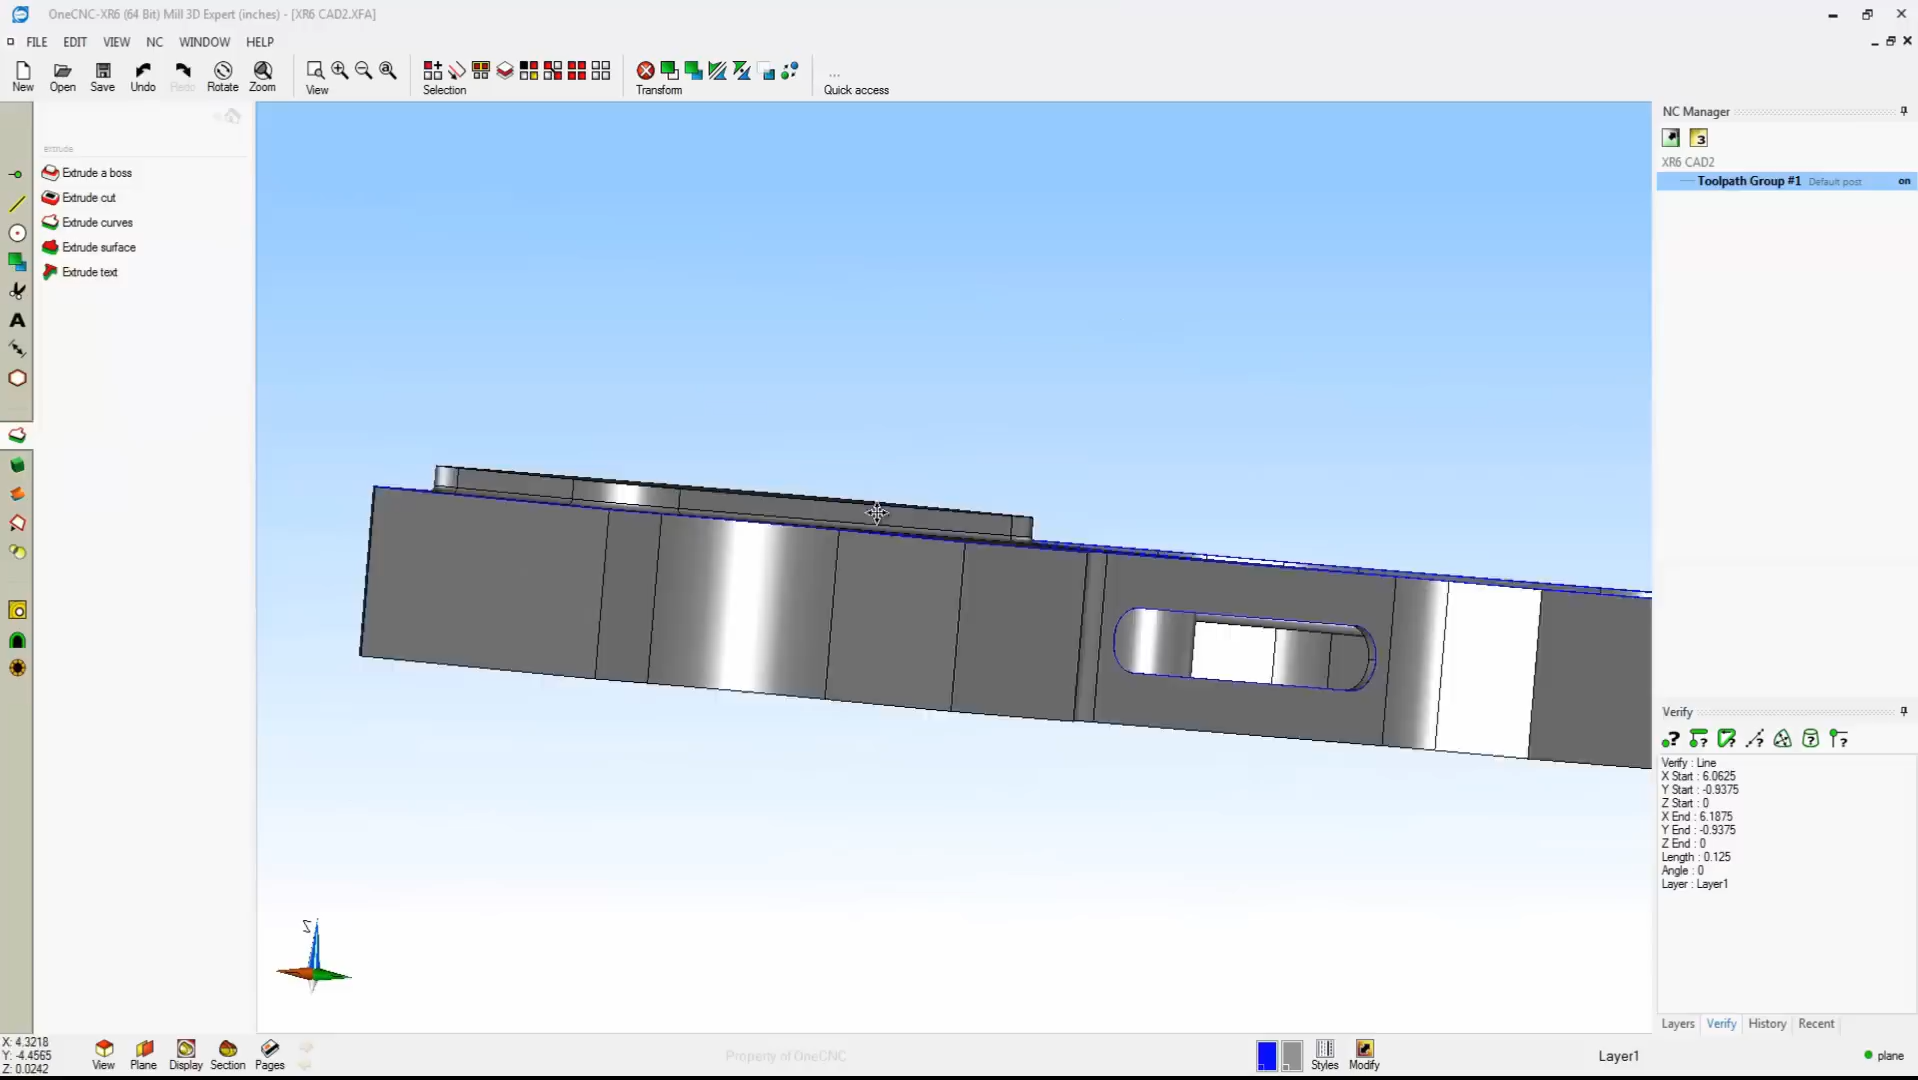 OneCNC-XR6 (64 Bit) Mill 3D Expert (inches) - [XR6 CAD2.XFA]
FILE EDIT VIEW NC WINDOW HELP
New Open Save Undo Redo Rotate Zoom View Selection Transform ... Quick access
extrude
Extrude a boss
Extrude cut
Extrude curves
Extrude surface
Extrude text
A
NC Manager
3
XR6 CAD2
Toolpath Group #1 Default post on
Verify
Verify : Line
X Start : 6.0625
Y Start : -0.9375
Z Start : 0
X End : 6.1875
Y End : -0.9375
Z End : 0
Length : 0.125
Angle : 0
Layer : Layer1
Layers Verify History Recent
Z
X: 4.3218
Y: -4.4565
Z: 0.0242
View Plane Display Section Pages
Property of OneCNC
Styles Modify
Layer1
plane